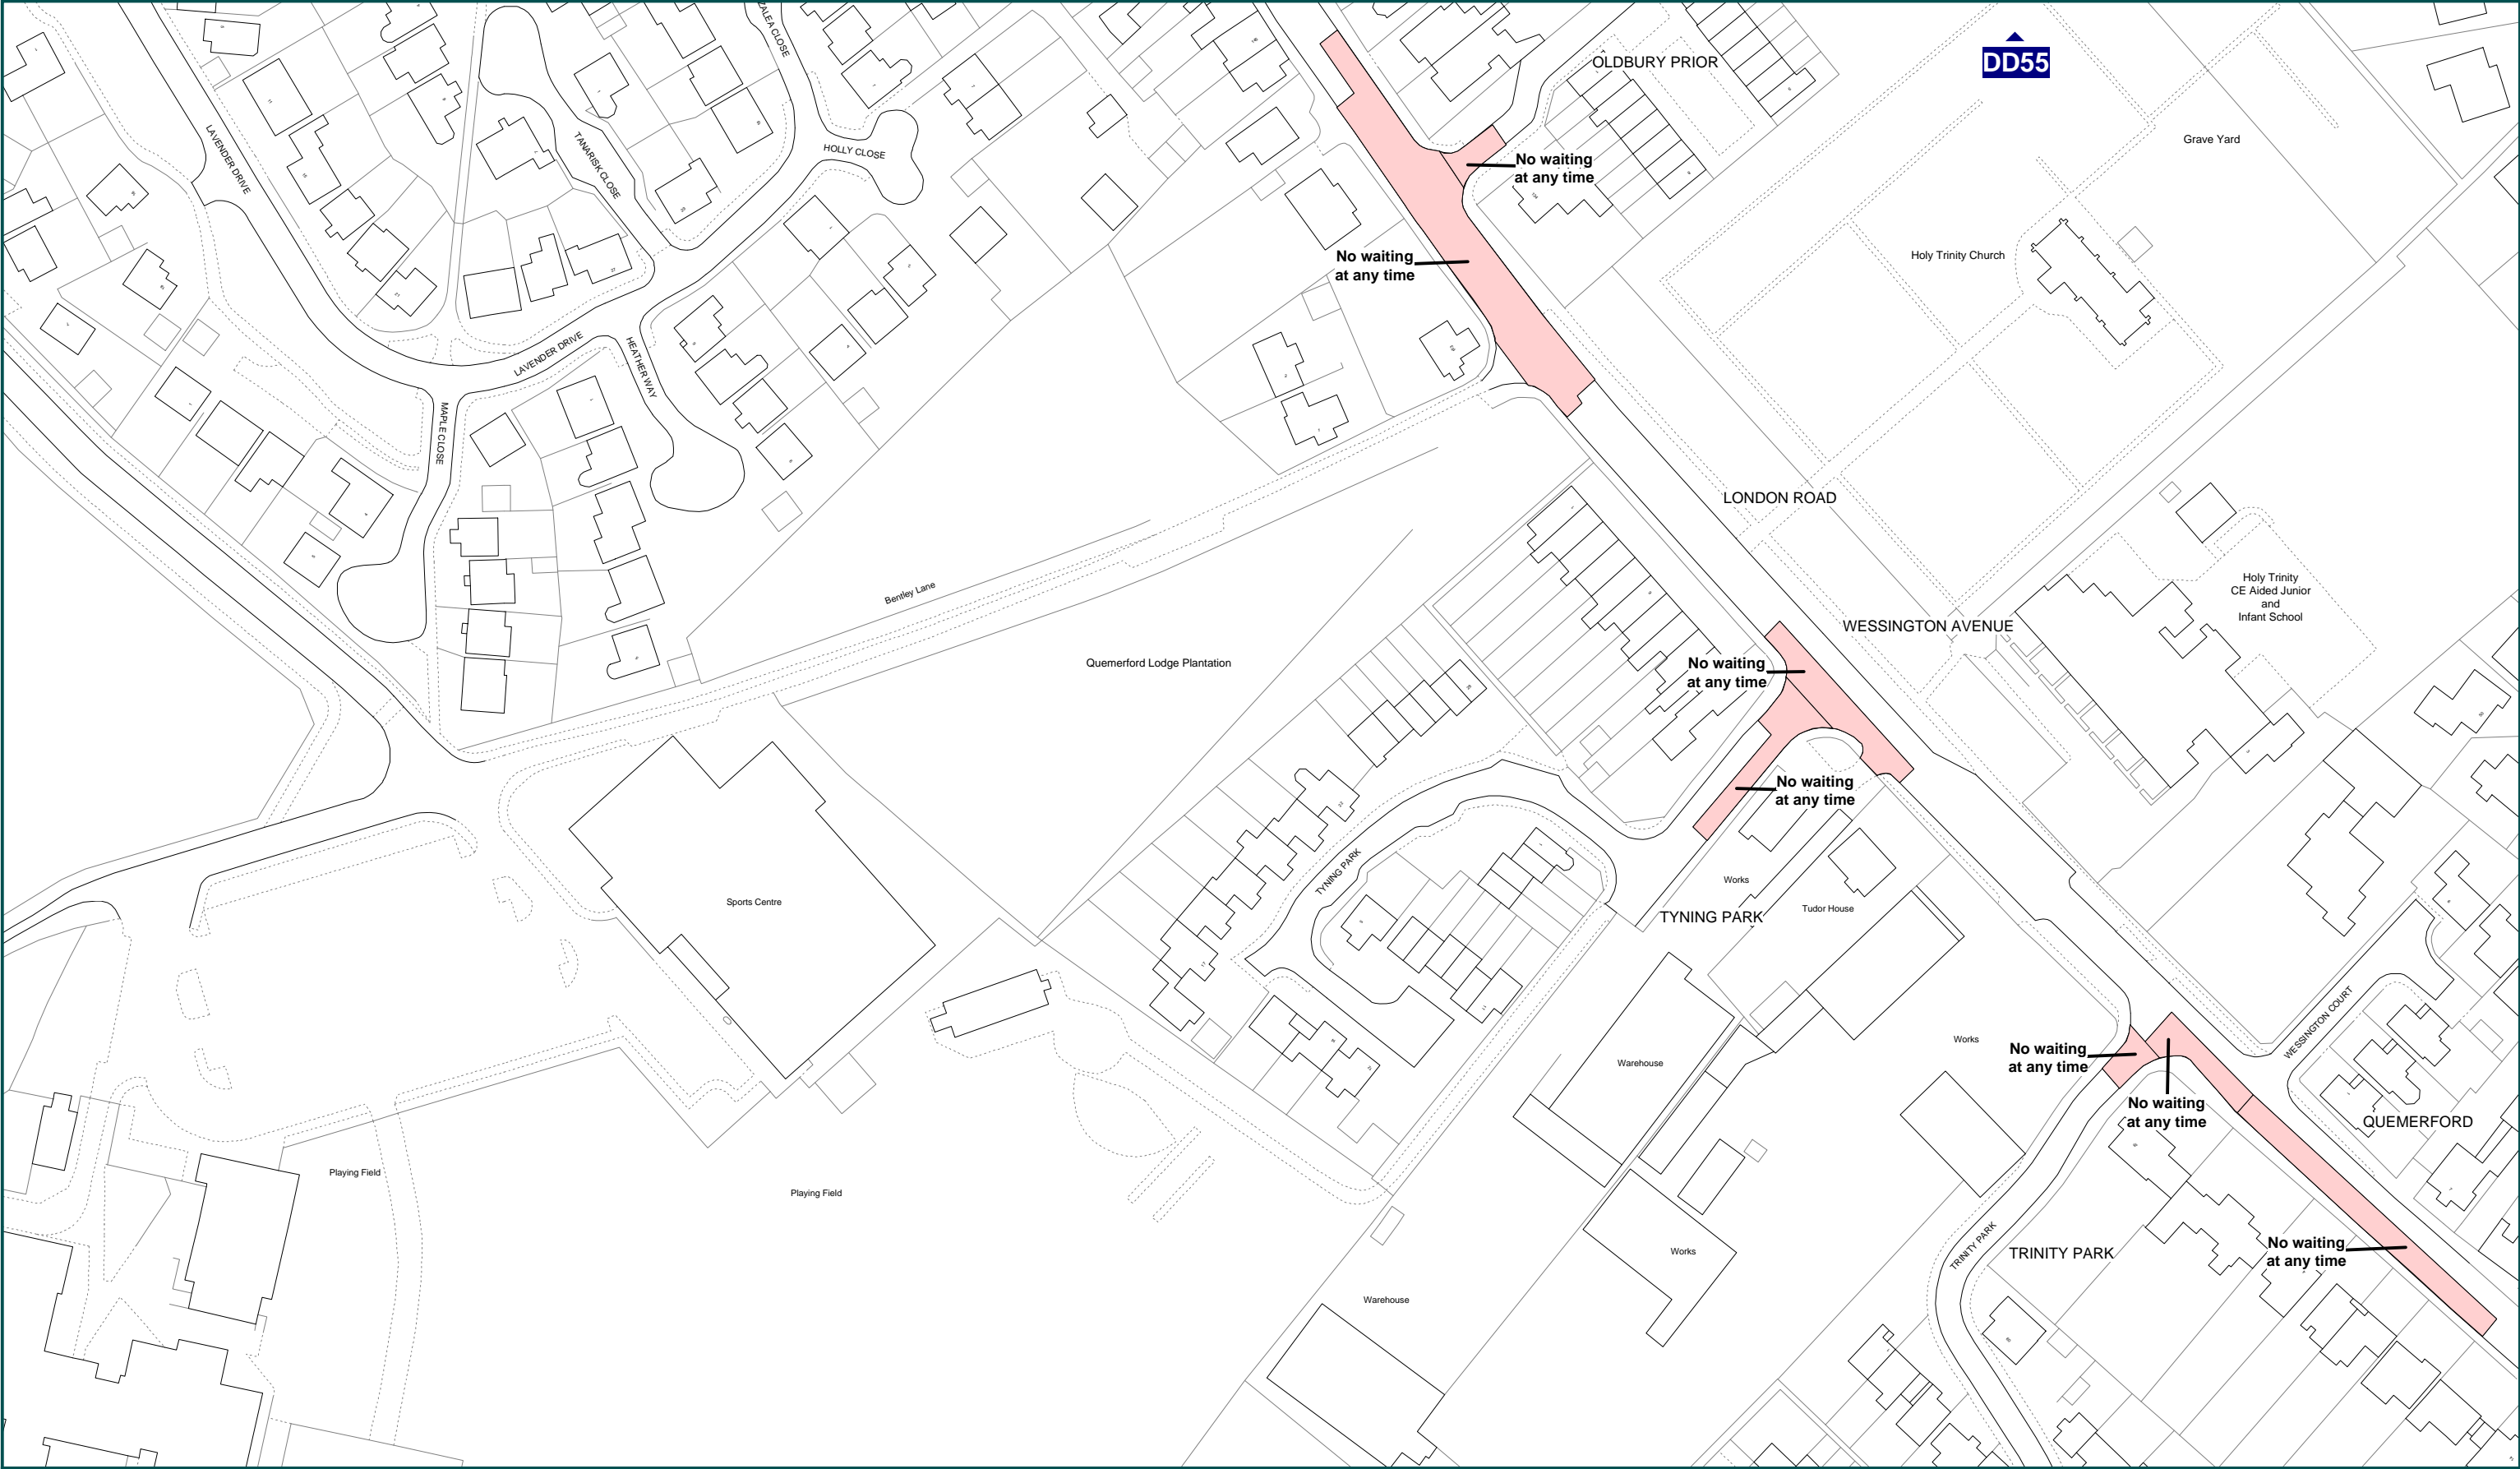 AZALEA CLOSE
OLDBURY PRIOR
DD55
LAVENDER DRIVE
TANARISK CLOSE
HOLLY CLOSE
No waiting
at any time
Grave Yard
No waiting
at any time
Holy Trinity Church
LAVENDER DRIVE
HEATHER WAY
MAPLE CLOSE
LONDON ROAD
Bentley Lane
Holy Trinity
CE Aided Junior
and
Infant School
WESSINGTON AVENUE
Quemerford Lodge Plantation
No waiting
at any time
No waiting
at any time
TYNING PARK
Works
Sports Centre
TYNING PARK
Tudor House
WESSINGTON COURT
Works
Warehouse
No waiting
at any time
No waiting
at any time
QUEMERFORD
Playing Field
Playing Field
TRINITY PARK
TRINITY PARK
Works
No waiting
at any time
Warehouse